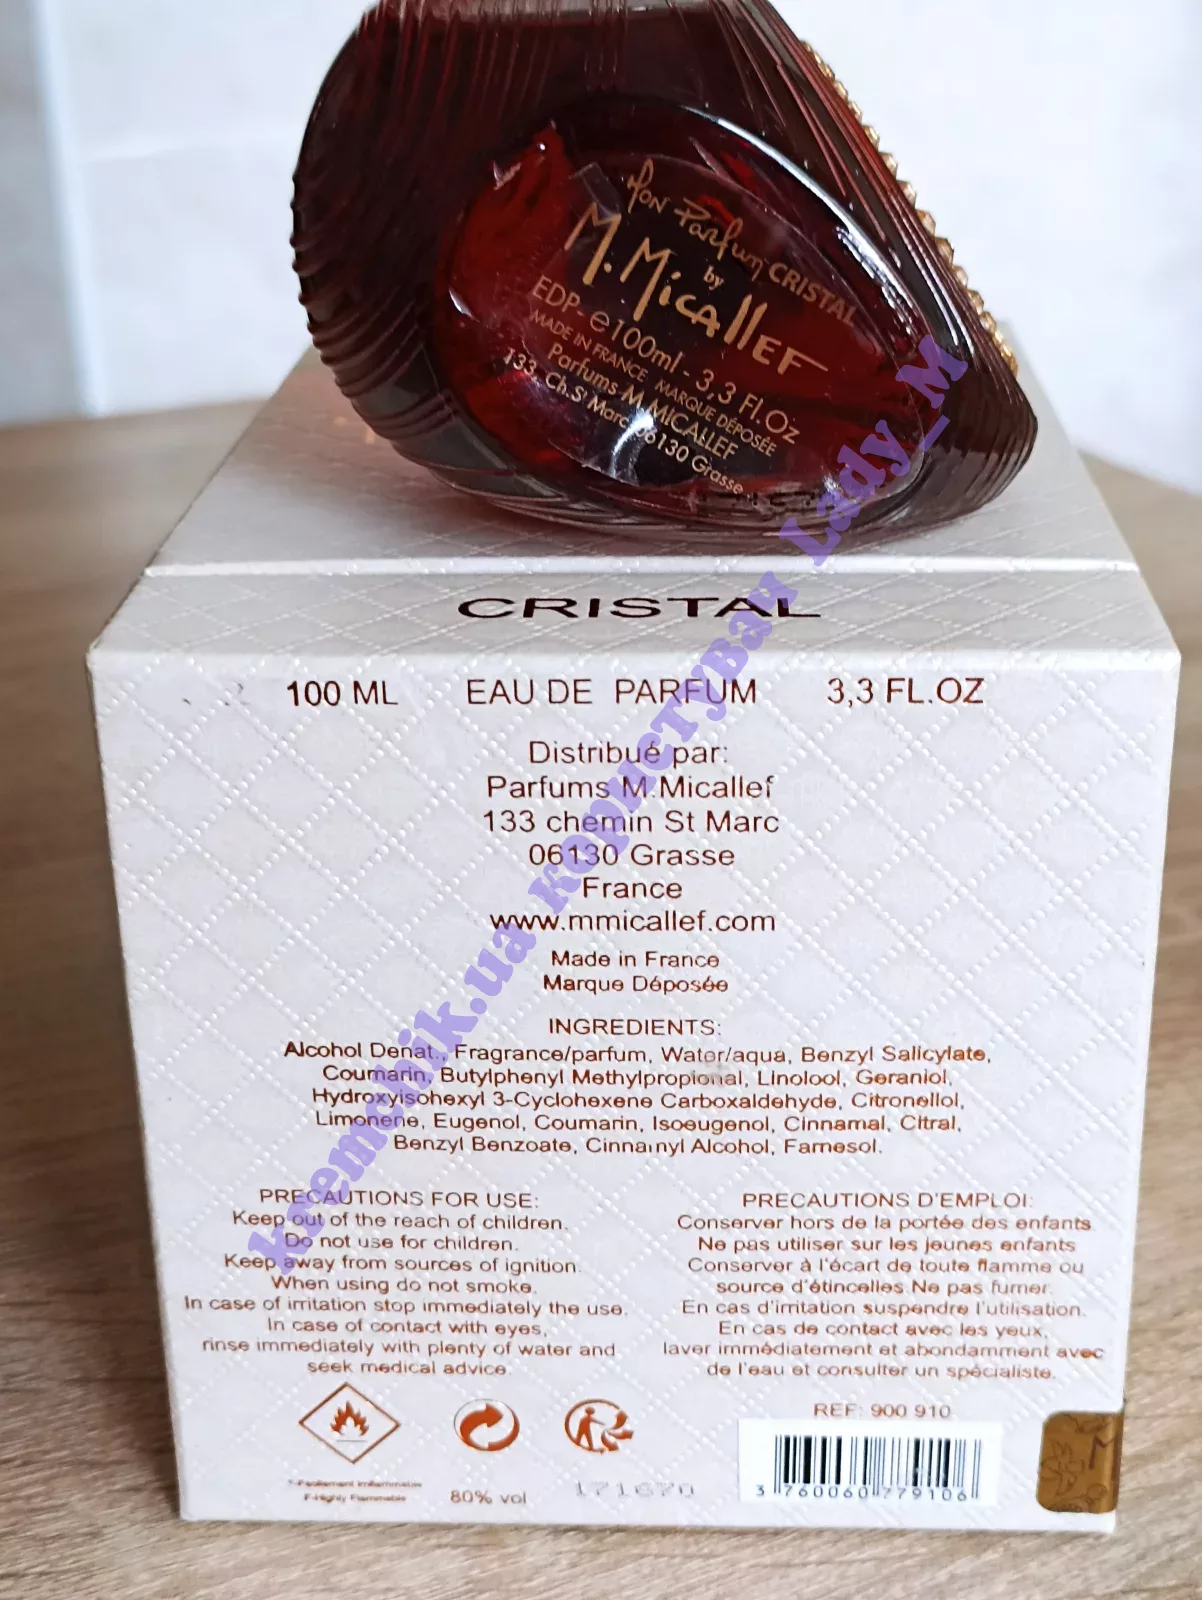 Mon Parfum CRISTAL
by
M.Micallef
EDP - e100ml - 3,3 Fl.Oz
MADE IN FRANCE MARQUE DÉPOSÉE
Parfums M.MICALLEF
133, Ch.St Marc 06130 Grasse
CRISTAL
100 ML EAU DE PARFUM 3,3 FL.OZ
Distribué par:
Parfums M.Micallef
133 chemin St Marc
06130 Grasse
France
www.mmicallef.com
Made in France
Marque Déposée
INGREDIENTS:
Alcohol Denat., Fragrance/parfum, Water/aqua, Benzyl Salicylate,
Coumarin, Butylphenyl Methylpropional, Linolool, Geraniol,
Hydroxyisohexyl 3-Cyclohexene Carboxaldehyde, Citronellol,
Limonene, Eugenol, Coumarin, Isoeugenol, Cinnamal, Citral,
Benzyl Benzoate, Cinnamyl Alcohol, Farnesol.
PRECAUTIONS FOR USE:
Keep out of the reach of children.
Do not use for children.
Keep away from sources of ignition.
When using do not smoke.
In case of irritation stop immediately the use.
In case of contact with eyes,
rinse immediately with plenty of water and
seek medical advice.
PRECAUTIONS D'EMPLOI:
Conserver hors de la portée des enfants
Ne pas utiliser sur les jeunes enfants
Conserver à l'écart de toute flamme ou
source d'étincelles. Ne pas fumer.
En cas d'irritation suspendre l'utilisation.
En cas de contact avec les yeux,
laver immédiatement et abondamment avec
de l'eau et consulter un spécialiste.
REF: 900 910
F-Facilement Inflammable
F-Highly Flammable
80% vol
171670
3 760060 779106
M
kremchik.ua користувач Lady_M